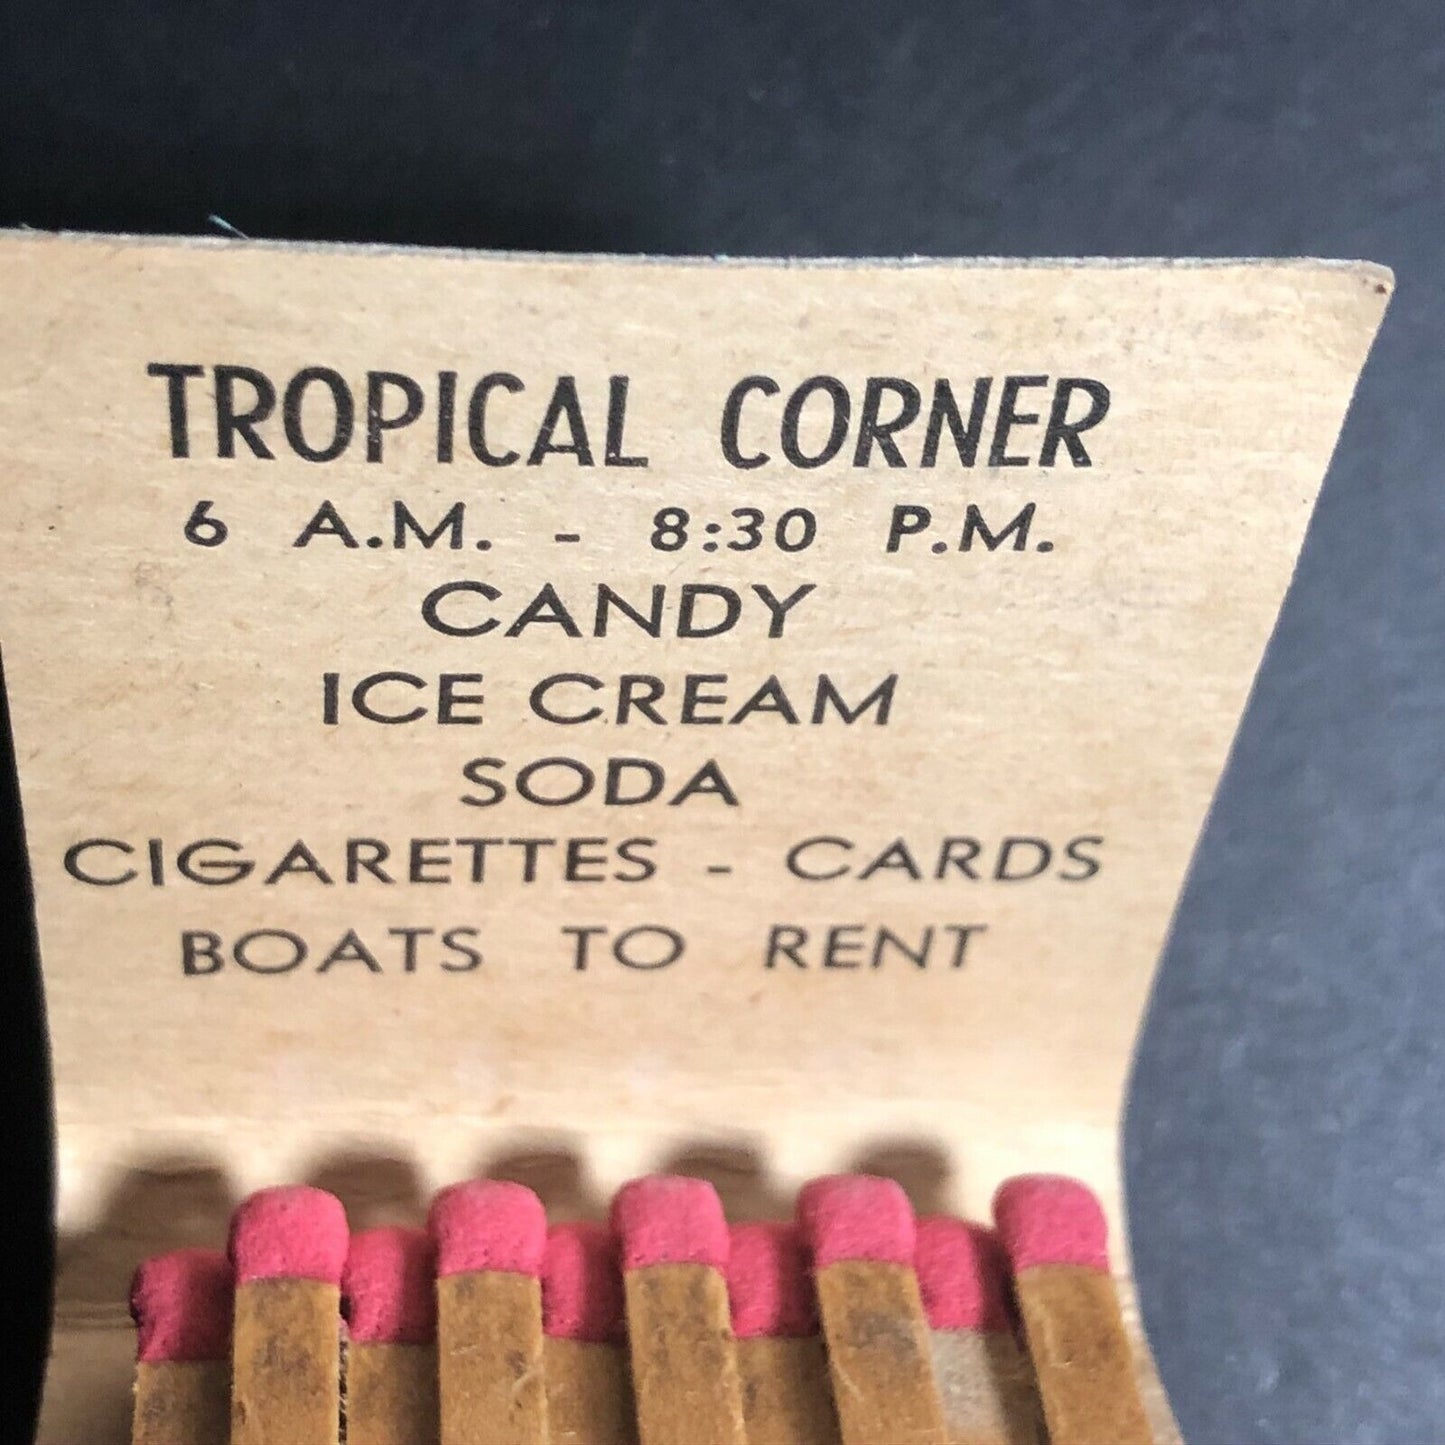 TROPICAL CORNER
6 A.M. - 8:30 P.M.
CANDY
ICE CREAM
SODA
CIGARETTES - CARDS
BOATS TO RENT